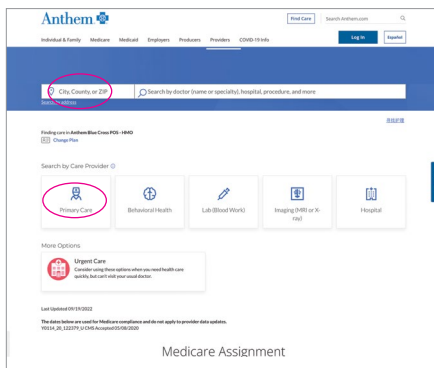 Anthem
Find Care
Search Anthem.com
Individual & Family Medicare Medicaid Employers Producers Providers COVID-19 Info
Log In
Español
City, County, or ZIP
Search by doctor (name or specialty), hospital, procedure, and more
Search by address
Finding care in Anthem Blue Cross POS - HMO
Change Plan
Search by Care Provider
Primary Care
Behavioral Health
Lab (Blood Work)
Imaging (MRI or X-
ray)
Hospital
More Options
Urgent Care
Consider using these options when you need health care
quickly, but can't visit your usual doctor.
Last Updated 09/19/2022
The dates below are used for Medicare compliance and do not apply to provider data updates.
Y0114_20_122379_U CMS Accepted 05/08/2020
Medicare Assignment